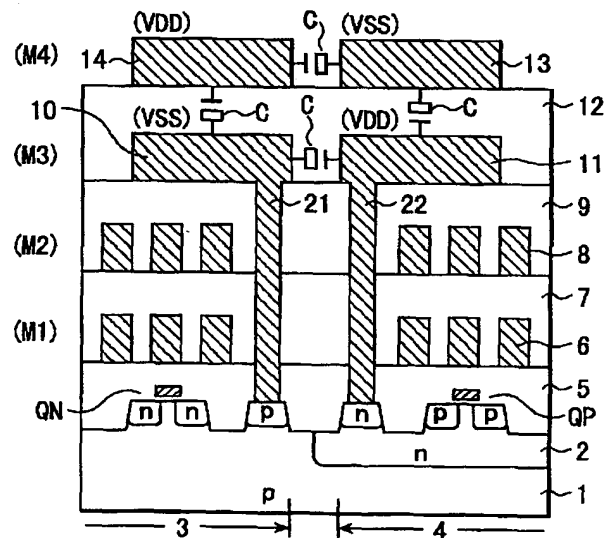 (M4) (VDD) C (VSS)
14 13
C C 12
10 (VSS) C (VDD)
(M3) 11
21 22 9
(M2) 8
7
(M1) 6
5
QN n n p n p p QP
n 2
p 1
3 4